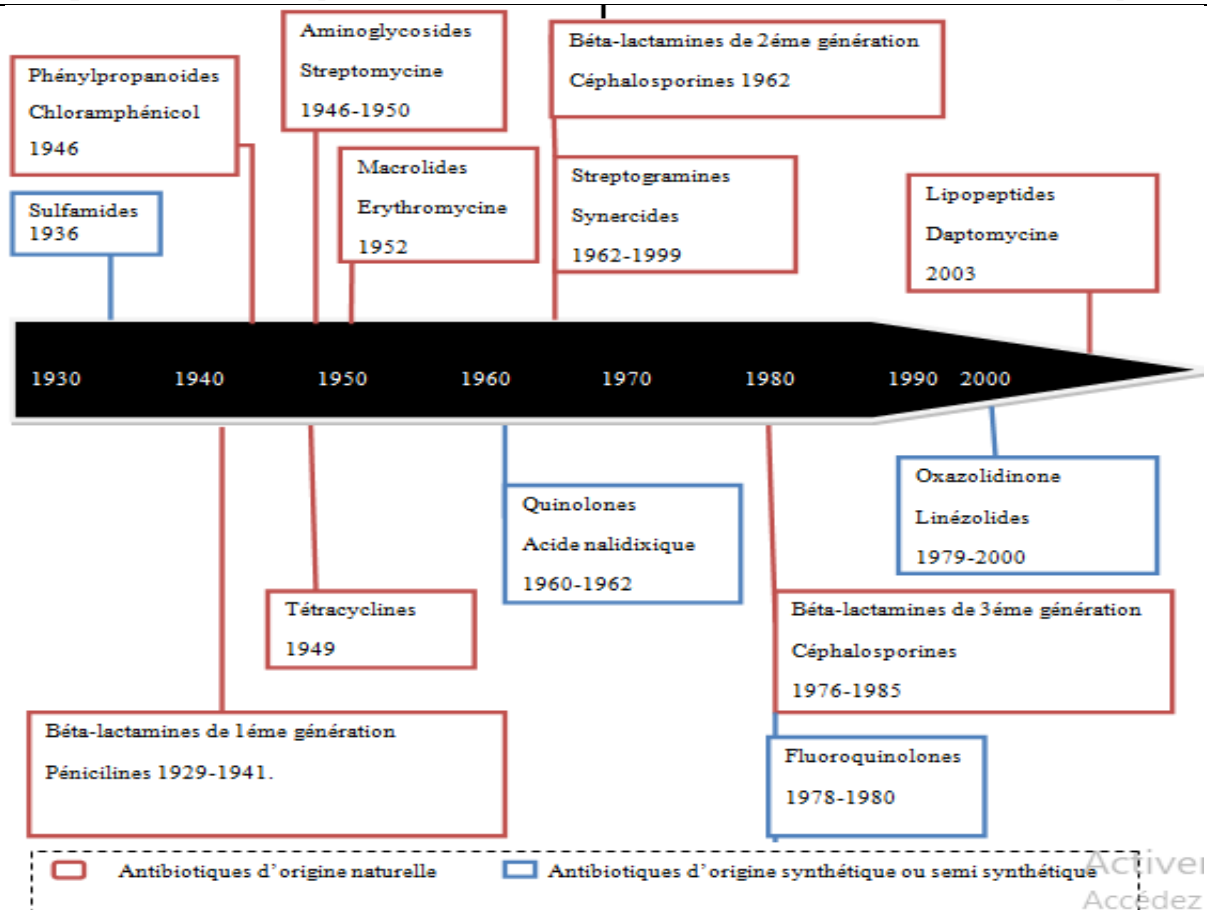 Phénylpropanoides
Chloramphénicol
1946
Sulfamides
1936
Aminoglycosides
Streptomycine
1946-1950
Macrolides
Erythromycine
1952
Béta-lactamines de 2éme génération
Céphalosporines 1962
Streptogramines
Synercides
1962-1999
Lipopeptides
Daptomycine
2003
1930 1940 1950 1960 1970 1980 1990 2000
Quinolones
Acide nalidixique
1960-1962
Oxazolidinone
Linézolides
1979-2000
Tétracyclines
1949
Béta-lactamines de 3éme génération
Céphalosporines
1976-1985
Béta-lactamines de 1éme génération
Pénicilines 1929-1941.
Fluoroquinolones
1978-1980
Antibiotiques d'origine naturelle
Antibiotiques d'origine synthétique ou semi synthétique
Activer
Accédez